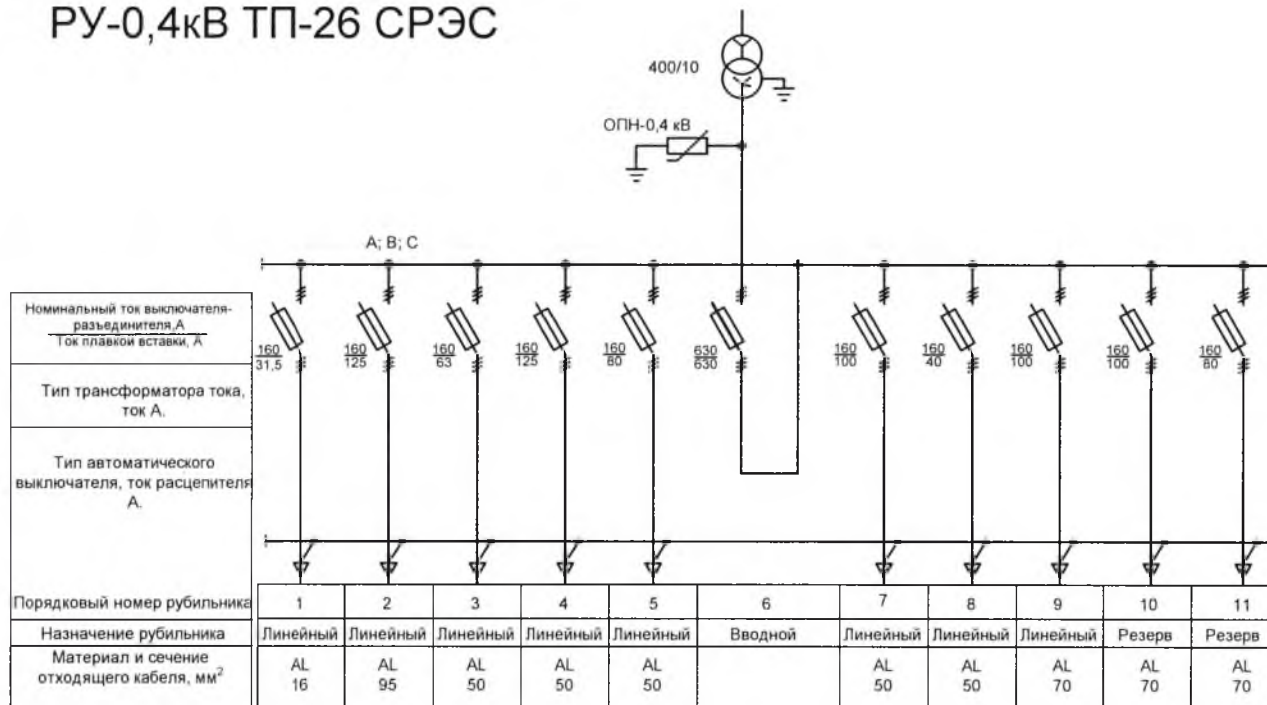 РУ-0,4кВ ТП-26 СРЭС
400/10
ОПН-0,4 кВ
A; B; C
Номинальный ток выключателя-
разъединителя,А
Ток плавкой вставки, А
160
31,5
160
125
160
63
160
125
160
80
630
630
160
100
160
40
160
100
160
100
160
80
Тип трансформатора тока,
ток А.
Тип автоматического
выключателя, ток расцепителя
А.
Порядковый номер рубильника 1 2 3 4 5 6 7 8 9 10 11
Назначение рубильника Линейный Линейный Линейный Линейный Линейный Вводной Линейный Линейный Линейный Резерв Резерв
Материал и сечение
отходящего кабеля, мм²
AL AL AL AL AL AL AL AL AL AL
16 95 50 50 50 50 50 70 70 70